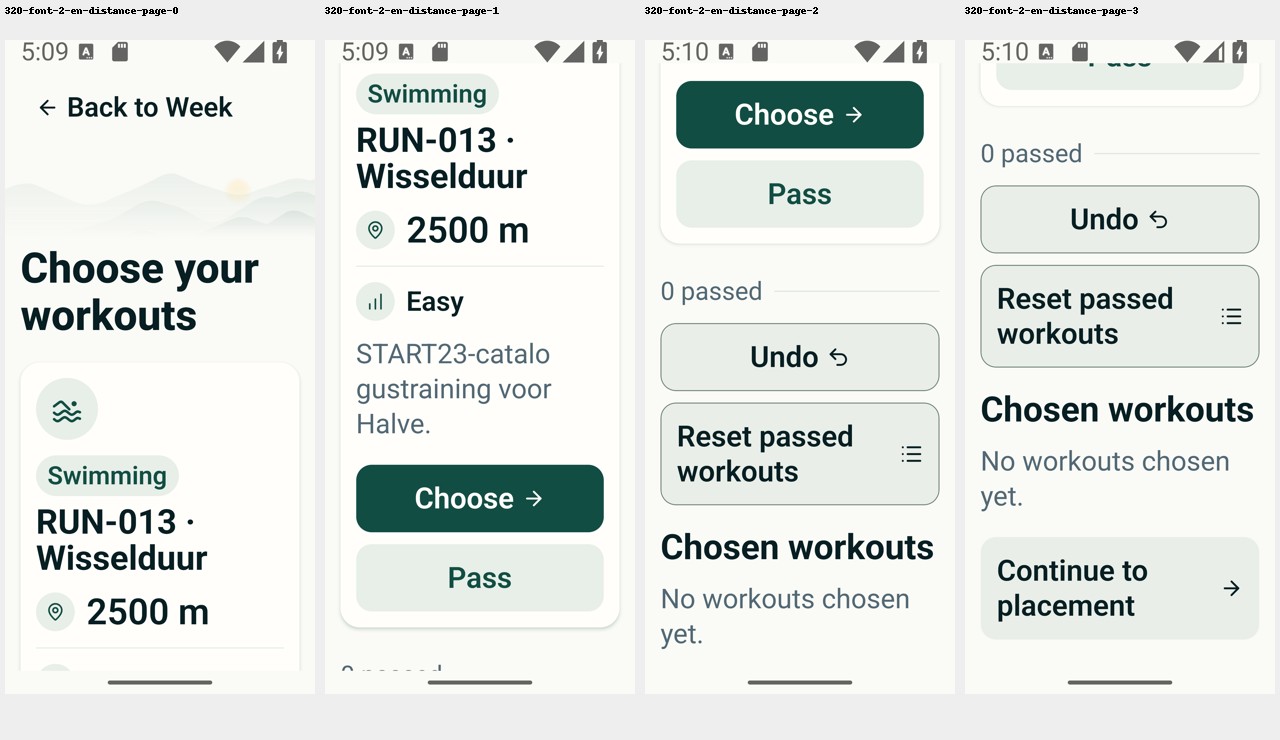 320-font-2-en-distance-page-0
5:09
Back to Week
Choose your
workouts
Swimming
RUN-013 ·
Wisselduur
2500 m
320-font-2-en-distance-page-1
5:09
Swimming
RUN-013 ·
Wisselduur
2500 m
Easy
START23-catalo
gustraining voor
Halve.
Choose
Pass
0 passed
320-font-2-en-distance-page-2
5:10
Choose
Pass
0 passed
Undo
Reset passed
workouts
Chosen workouts
No workouts chosen
yet.
320-font-2-en-distance-page-3
5:10
Pass
0 passed
Undo
Reset passed
workouts
Chosen workouts
No workouts chosen
yet.
Continue to
placement